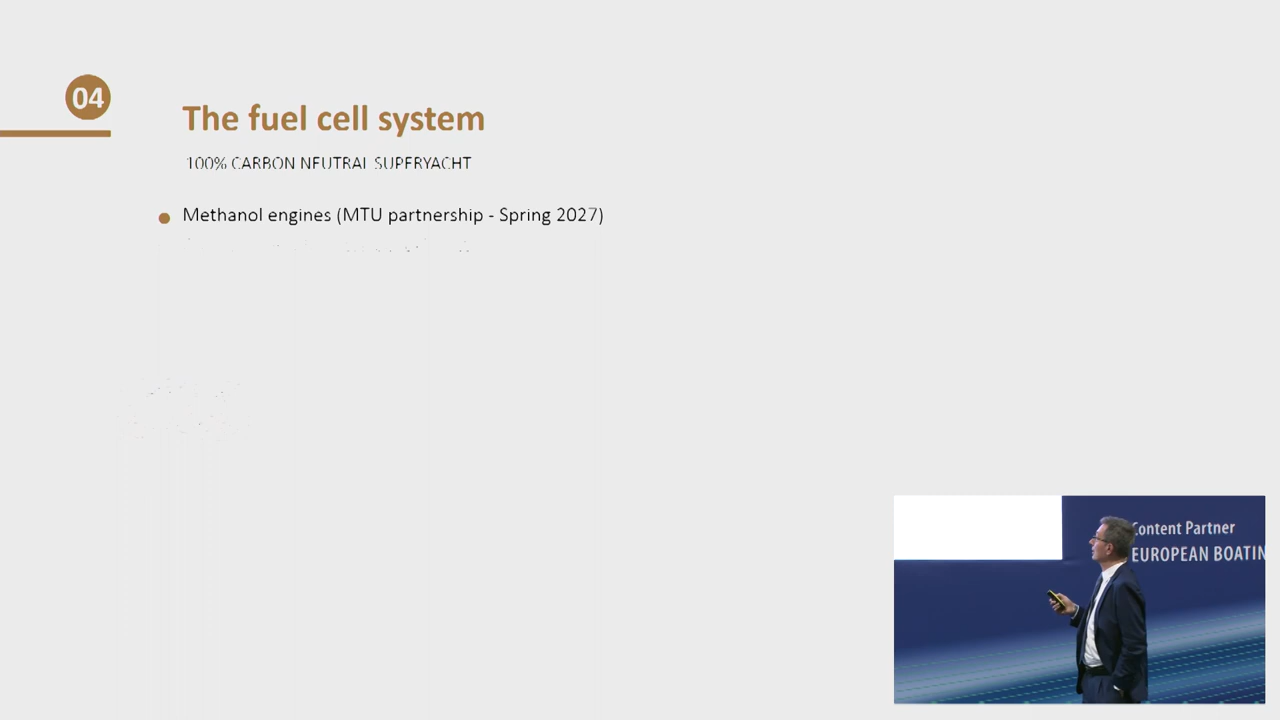 04
The fuel cell system
100% CARBON NEUTRAL SUPERYACHT
Methanol engines (MTU partnership - Spring 2027)
Content Partner
EUROPEAN BOATIN